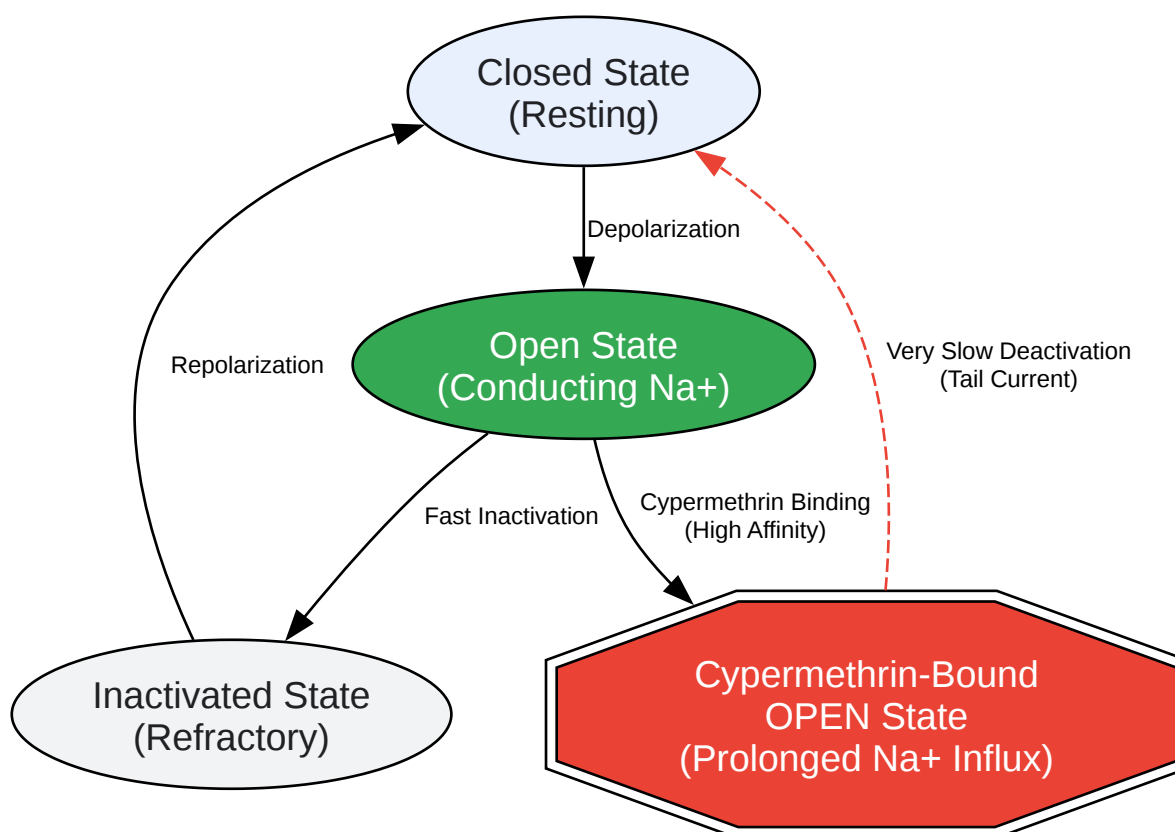 Closed State
(Resting)
Depolarization
Open State
(Conducting Na+)
Repolarization
Very Slow Deactivation
(Tail Current)
Fast Inactivation
Cypermethrin Binding
(High Affinity)
Inactivated State
(Refractory)
Cypermethrin-Bound
OPEN State
(Prolonged Na+ Influx)